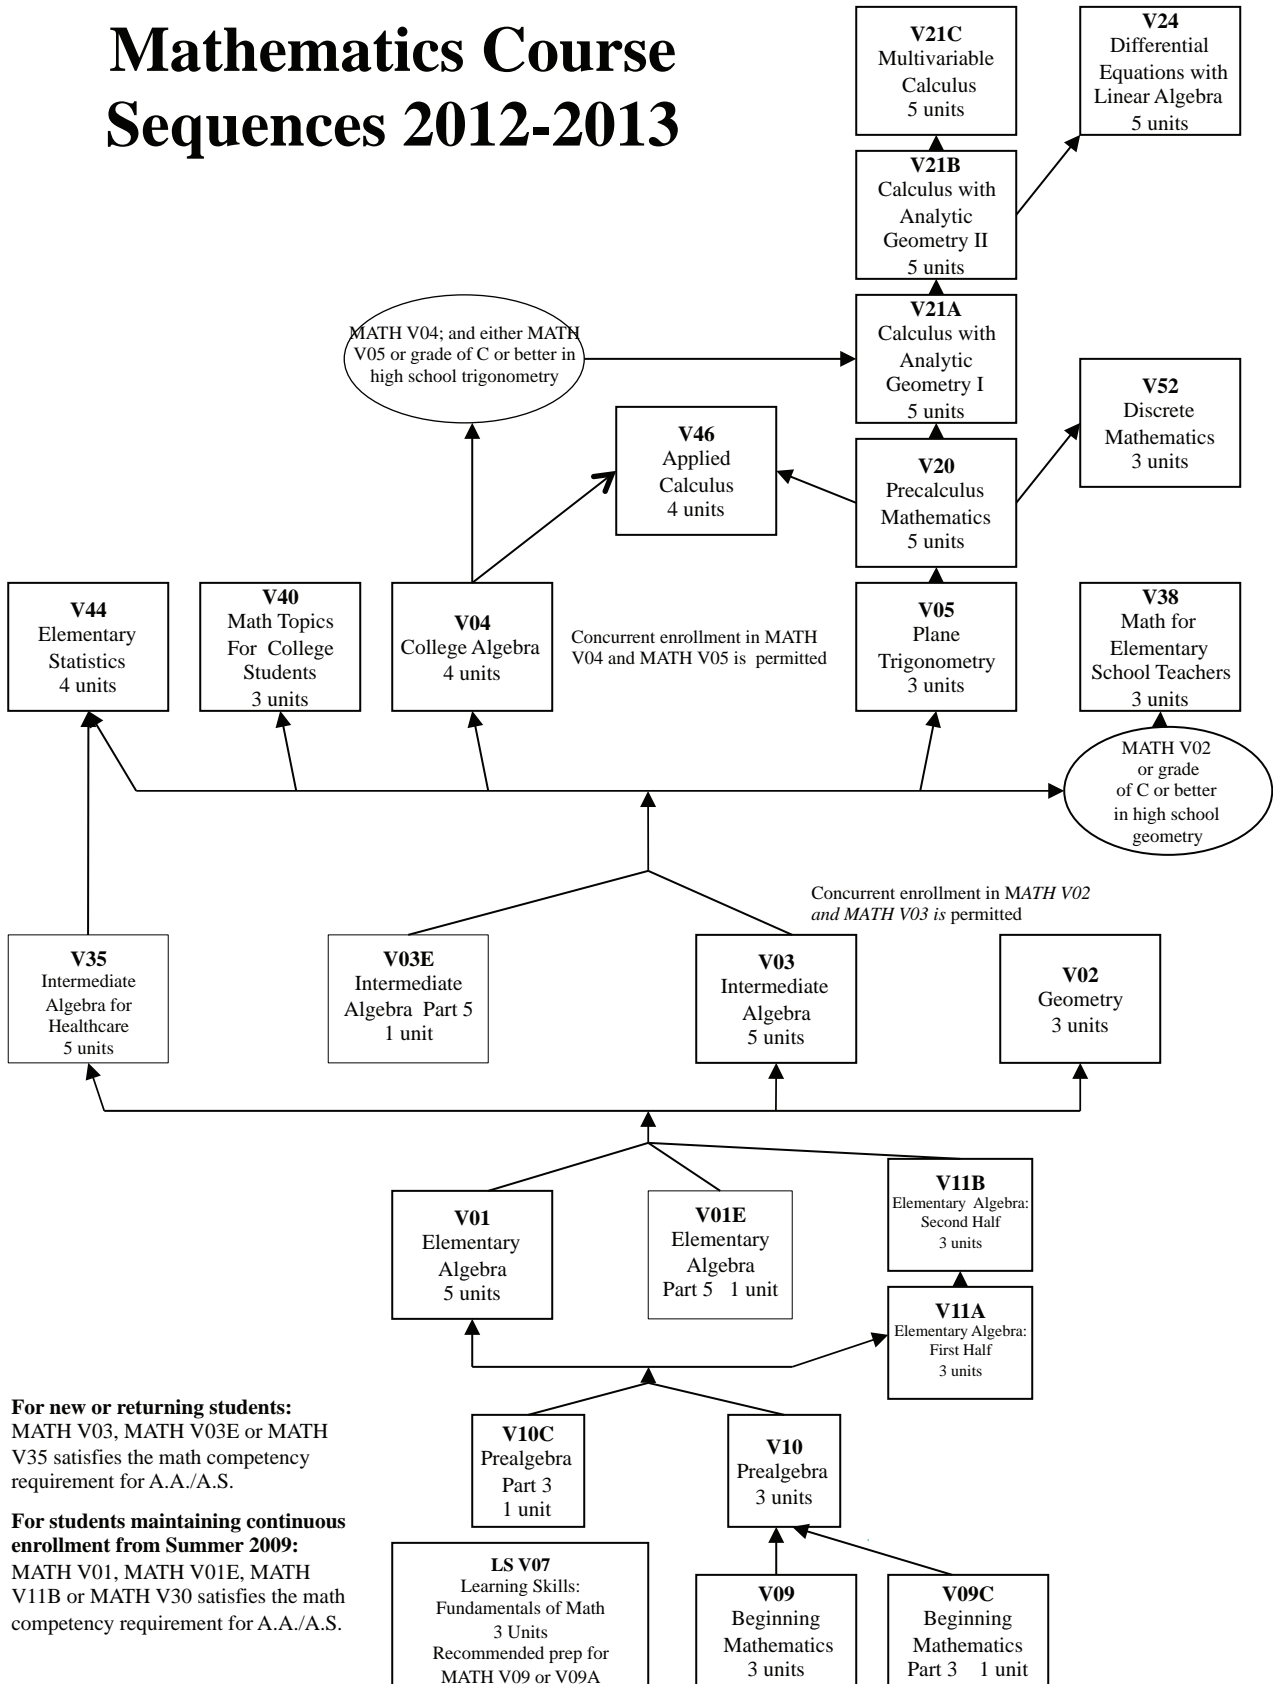 Mathematics Course
Sequences 2012-2013
V21C
Multivariable
Calculus
5 units
V24
Differential
Equations with
Linear Algebra
5 units
V21B
Calculus with
Analytic
Geometry II
5 units
MATH V04; and either MATH
V05 or grade of C or better in
high school trigonometry
V21A
Calculus with
Analytic
Geometry I
5 units
V52
Discrete
Mathematics
3 units
V46
Applied
Calculus
4 units
V20
Precalculus
Mathematics
5 units
V44
Elementary
Statistics
4 units
V40
Math Topics
For College
Students
3 units
V04
College Algebra
4 units
Concurrent enrollment in MATH
V04 and MATH V05 is permitted
V05
Plane
Trigonometry
3 units
V38
Math for
Elementary
School Teachers
3 units
MATH V02
or grade
of C or better
in high school
geometry
Concurrent enrollment in MATH V02
and MATH V03 is permitted
V35
Intermediate
Algebra for
Healthcare
5 units
V03E
Intermediate
Algebra Part 5
1 unit
V03
Intermediate
Algebra
5 units
V02
Geometry
3 units
V01
Elementary
Algebra
5 units
V01E
Elementary
Algebra
Part 5 1 unit
V11B
Elementary Algebra:
Second Half
3 units
V11A
Elementary Algebra:
First Half
3 units
For new or returning students:
MATH V03, MATH V03E or MATH
V35 satisfies the math competency
requirement for A.A./A.S.
For students maintaining continuous
enrollment from Summer 2009:
MATH V01, MATH V01E, MATH
V11B or MATH V30 satisfies the math
competency requirement for A.A./A.S.
V10C
Prealgebra
Part 3
1 unit
V10
Prealgebra
3 units
LS V07
Learning Skills:
Fundamentals of Math
3 Units
Recommended prep for
MATH V09 or V09A
V09
Beginning
Mathematics
3 units
V09C
Beginning
Mathematics
Part 3 1 unit